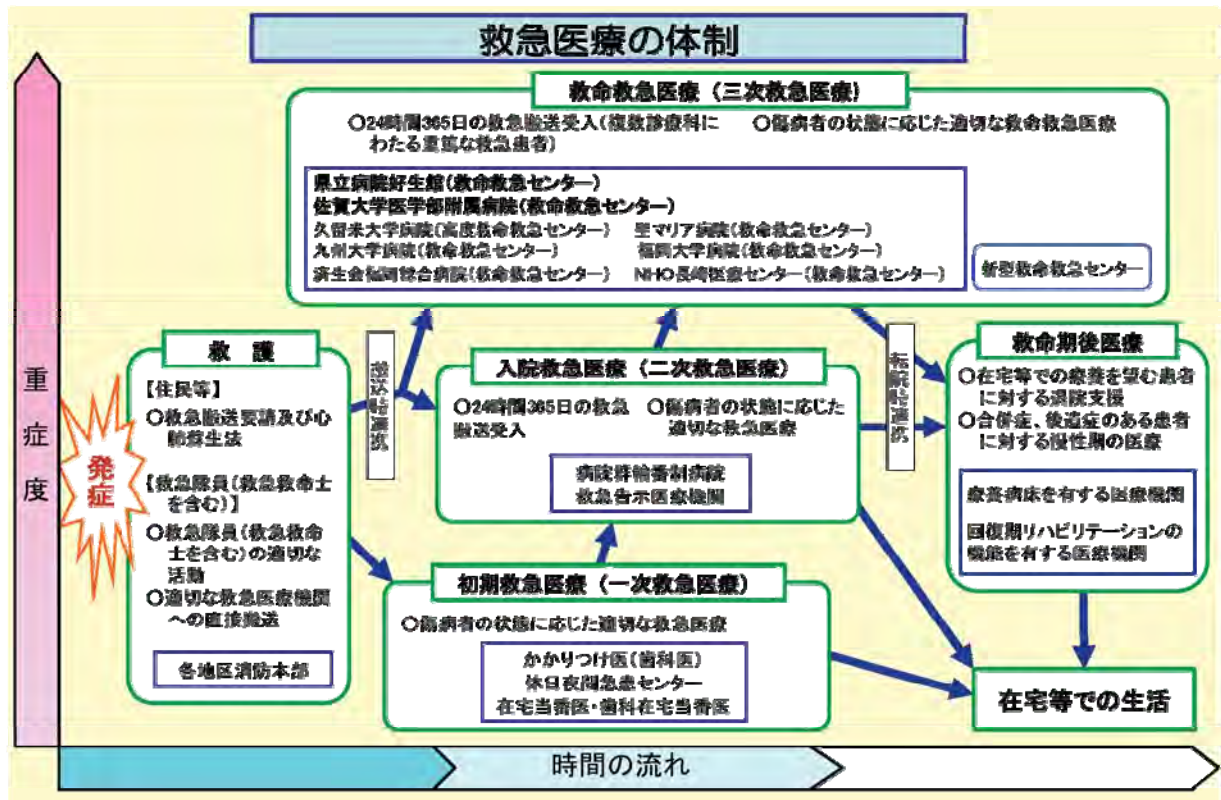 救急医療の体制
救命救急医療（三次救急医療）
○24時間365日の救急搬送受入(複数診療科に
わたる重篤な救急患者)
○傷病者の状態に応じた適切な救命救急医療
県立病院好生館(救命救急センター)
佐賀大学医学部附属病院(救命救急センター)
久留米大学病院(高度救命救急センター)
聖マリア病院(救命救急センター)
九州大学病院(救命救急センター)
福岡大学病院(救命救急センター)
済生会福岡総合病院(救命救急センター)
NHO長崎医療センター(救命救急センター)
新型救命救急センター
重症度
発症
救 護
【住民等】
○救急搬送要請及び心
肺蘇生法
【救急隊員(救急救命士
を含む)】
○救急隊員(救急救命
士を含む)の適切な
活動
○適切な救急医療機関
への直接搬送
各地区消防本部
入院救急医療（二次救急医療）
○24時間365日の救急
搬送受入
○傷病者の状態に応じた
適切な救急医療
病院群輪番制病院
救急告示医療機関
転院時連携
初期救急医療（一次救急医療）
○傷病者の状態に応じた適切な救急医療
かかりつけ医(歯科医)
休日夜間急患センター
在宅当番医・歯科在宅当番医
救命期後医療
○在宅等での療養を望む患者
に対する退院支援
○合併症、後遺症のある患者
に対する慢性期の医療
療養病床を有する医療機関
回復期リハビリテーションの
機能を有する医療機関
在宅等での生活
時間の流れ